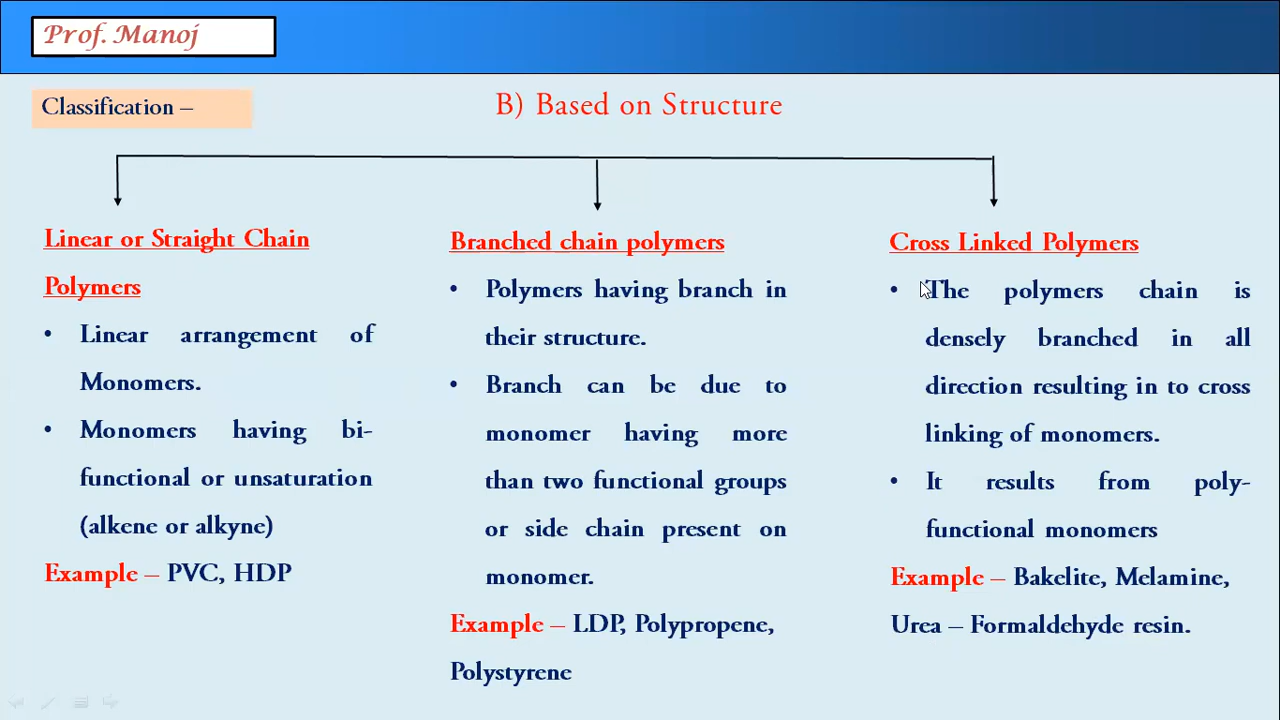 Prof. Manoj
Classification –
B) Based on Structure
Linear or Straight Chain
Polymers
• Linear arrangement of
Monomers.
• Monomers having bi-
functional or unsaturation
(alkene or alkyne)
Example – PVC, HDP
Branched chain polymers
• Polymers having branch in
their structure.
• Branch can be due to
monomer having more
than two functional groups
or side chain present on
monomer.
Example – LDP, Polypropene,
Polystyrene
Cross Linked Polymers
• The polymers chain is
densely branched in all
direction resulting in to cross
linking of monomers.
• It results from poly-
functional monomers
Example – Bakelite, Melamine,
Urea – Formaldehyde resin.